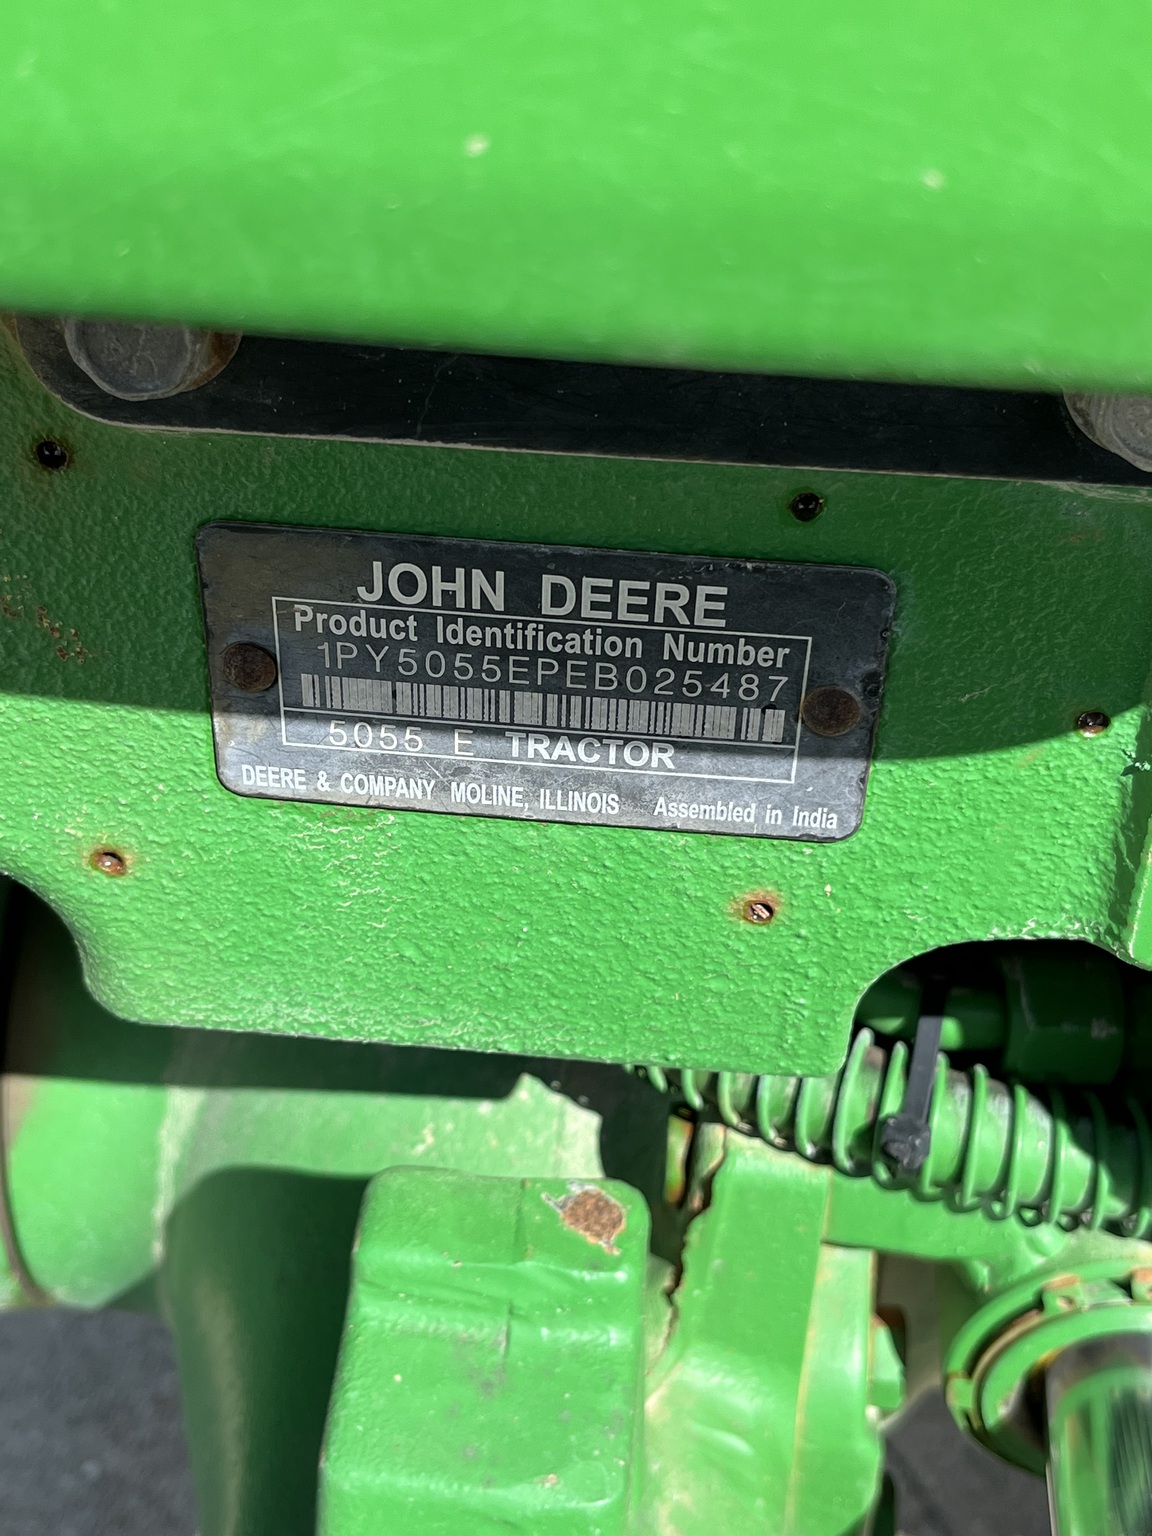 JOHN DEERE
Product Identification Number
1PY5055EPEB025487
5055 E TRACTOR
DEERE & COMPANY MOLINE, ILLINOIS Assembled in India